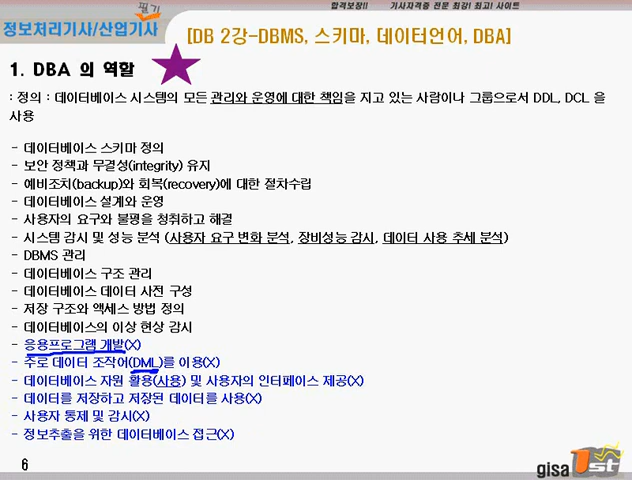 합격보장!! 기사자격증 전문 최강! 최고! 사이트
필기
정보처리기사/산업기사
[DB 2강-DBMS, 스키마, 데이터언어, DBA]
1. DBA 의 역할
: 정의 : 데이터베이스 시스템의 모든 관리와 운영에 대한 책임을 지고 있는 사람이나 그룹으로서 DDL, DCL 을
사용
- 데이터베이스 스키마 정의
- 보안 정책과 무결성(integrity) 유지
- 예비조치(backup)와 회복(recovery)에 대한 절차수립
- 데이터베이스 설계와 운영
- 사용자의 요구와 불평을 청취하고 해결
- 시스템 감시 및 성능 분석 (사용자 요구 변화 분석, 장비성능 감시, 데이터 사용 추세 분석)
- DBMS 관리
- 데이터베이스 구조 관리
- 데이터베이스 데이터 사전 구성
- 저장 구조와 액세스 방법 정의
- 데이터베이스의 이상 현상 감시
- 응용프로그램 개발(X)
- 주로 데이터 조작어(DML)를 이용(X)
- 데이터베이스 자원 활용(사용) 및 사용자의 인터페이스 제공(X)
- 데이터를 저장하고 저장된 데이터를 사용(X)
- 사용자 통제 및 감시(X)
- 정보추출을 위한 데이터베이스 접근(X)
6
gisa 1st